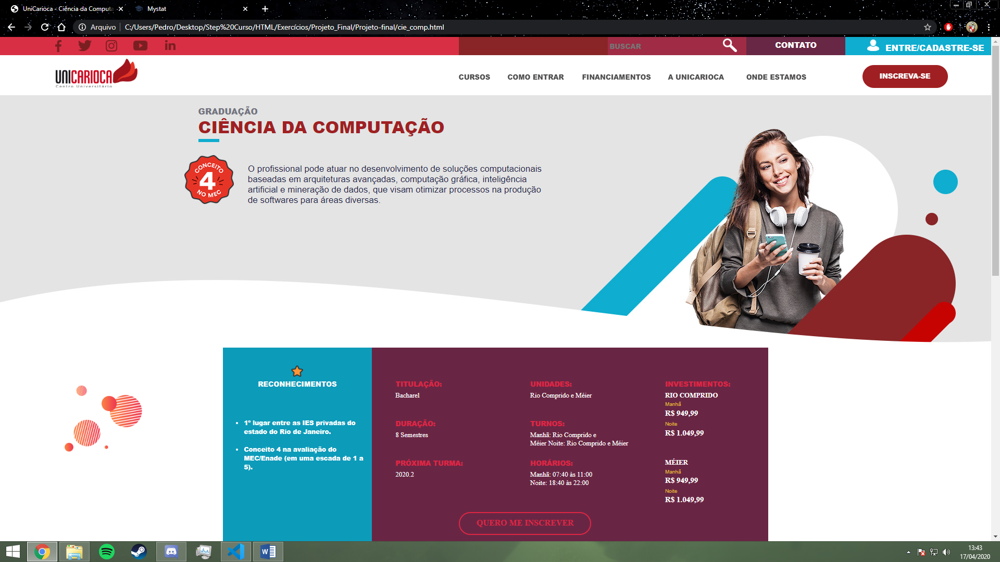 UniCarioca - Ciência da Computa
Mystat
Arquivo
C:/Users/Pedro/Desktop/Step%20Curso/HTML/Exercícios/Projeto_Final/Projeto-final/cie_comp.html
BUSCAR
CONTATO
ENTRE/CADASTRE-SE
UNICARIOCA
Centro Universitário
CURSOS
COMO ENTRAR
FINANCIAMENTOS
A UNICARIOCA
ONDE ESTAMOS
INSCREVA-SE
GRADUAÇÃO
CIÊNCIA DA COMPUTAÇÃO
CONCEITO
4
NO MEC
O profissional pode atuar no desenvolvimento de soluções computacionais
baseadas em arquiteturas avançadas, computação gráfica, inteligência
artificial e mineração de dados, que visam otimizar processos na produção
de softwares para áreas diversas.
RECONHECIMENTOS
1º lugar entre as IES privadas do
estado do Rio de Janeiro.
Conceito 4 na avaliação do
MEC/Enade (em uma escada de 1 a
5).
TITULAÇÃO:
Bacharel
DURAÇÃO:
8 Semestres
PRÓXIMA TURMA:
2020.2
UNIDADES:
Rio Comprido e Méier
TURNOS:
Manhã: Rio Comprido e
Méier Noite: Rio Comprido e Méier
HORÁRIOS:
Manhã: 07:40 às 11:00
Noite: 18:40 às 22:00
INVESTIMENTOS:
RIO COMPRIDO
Manhã
R$ 949,99
Noite
R$ 1.049,99
MÉIER
Manhã
R$ 949,99
Noite
R$ 1.049,99
QUERO ME INSCREVER
13:43
17/04/2020